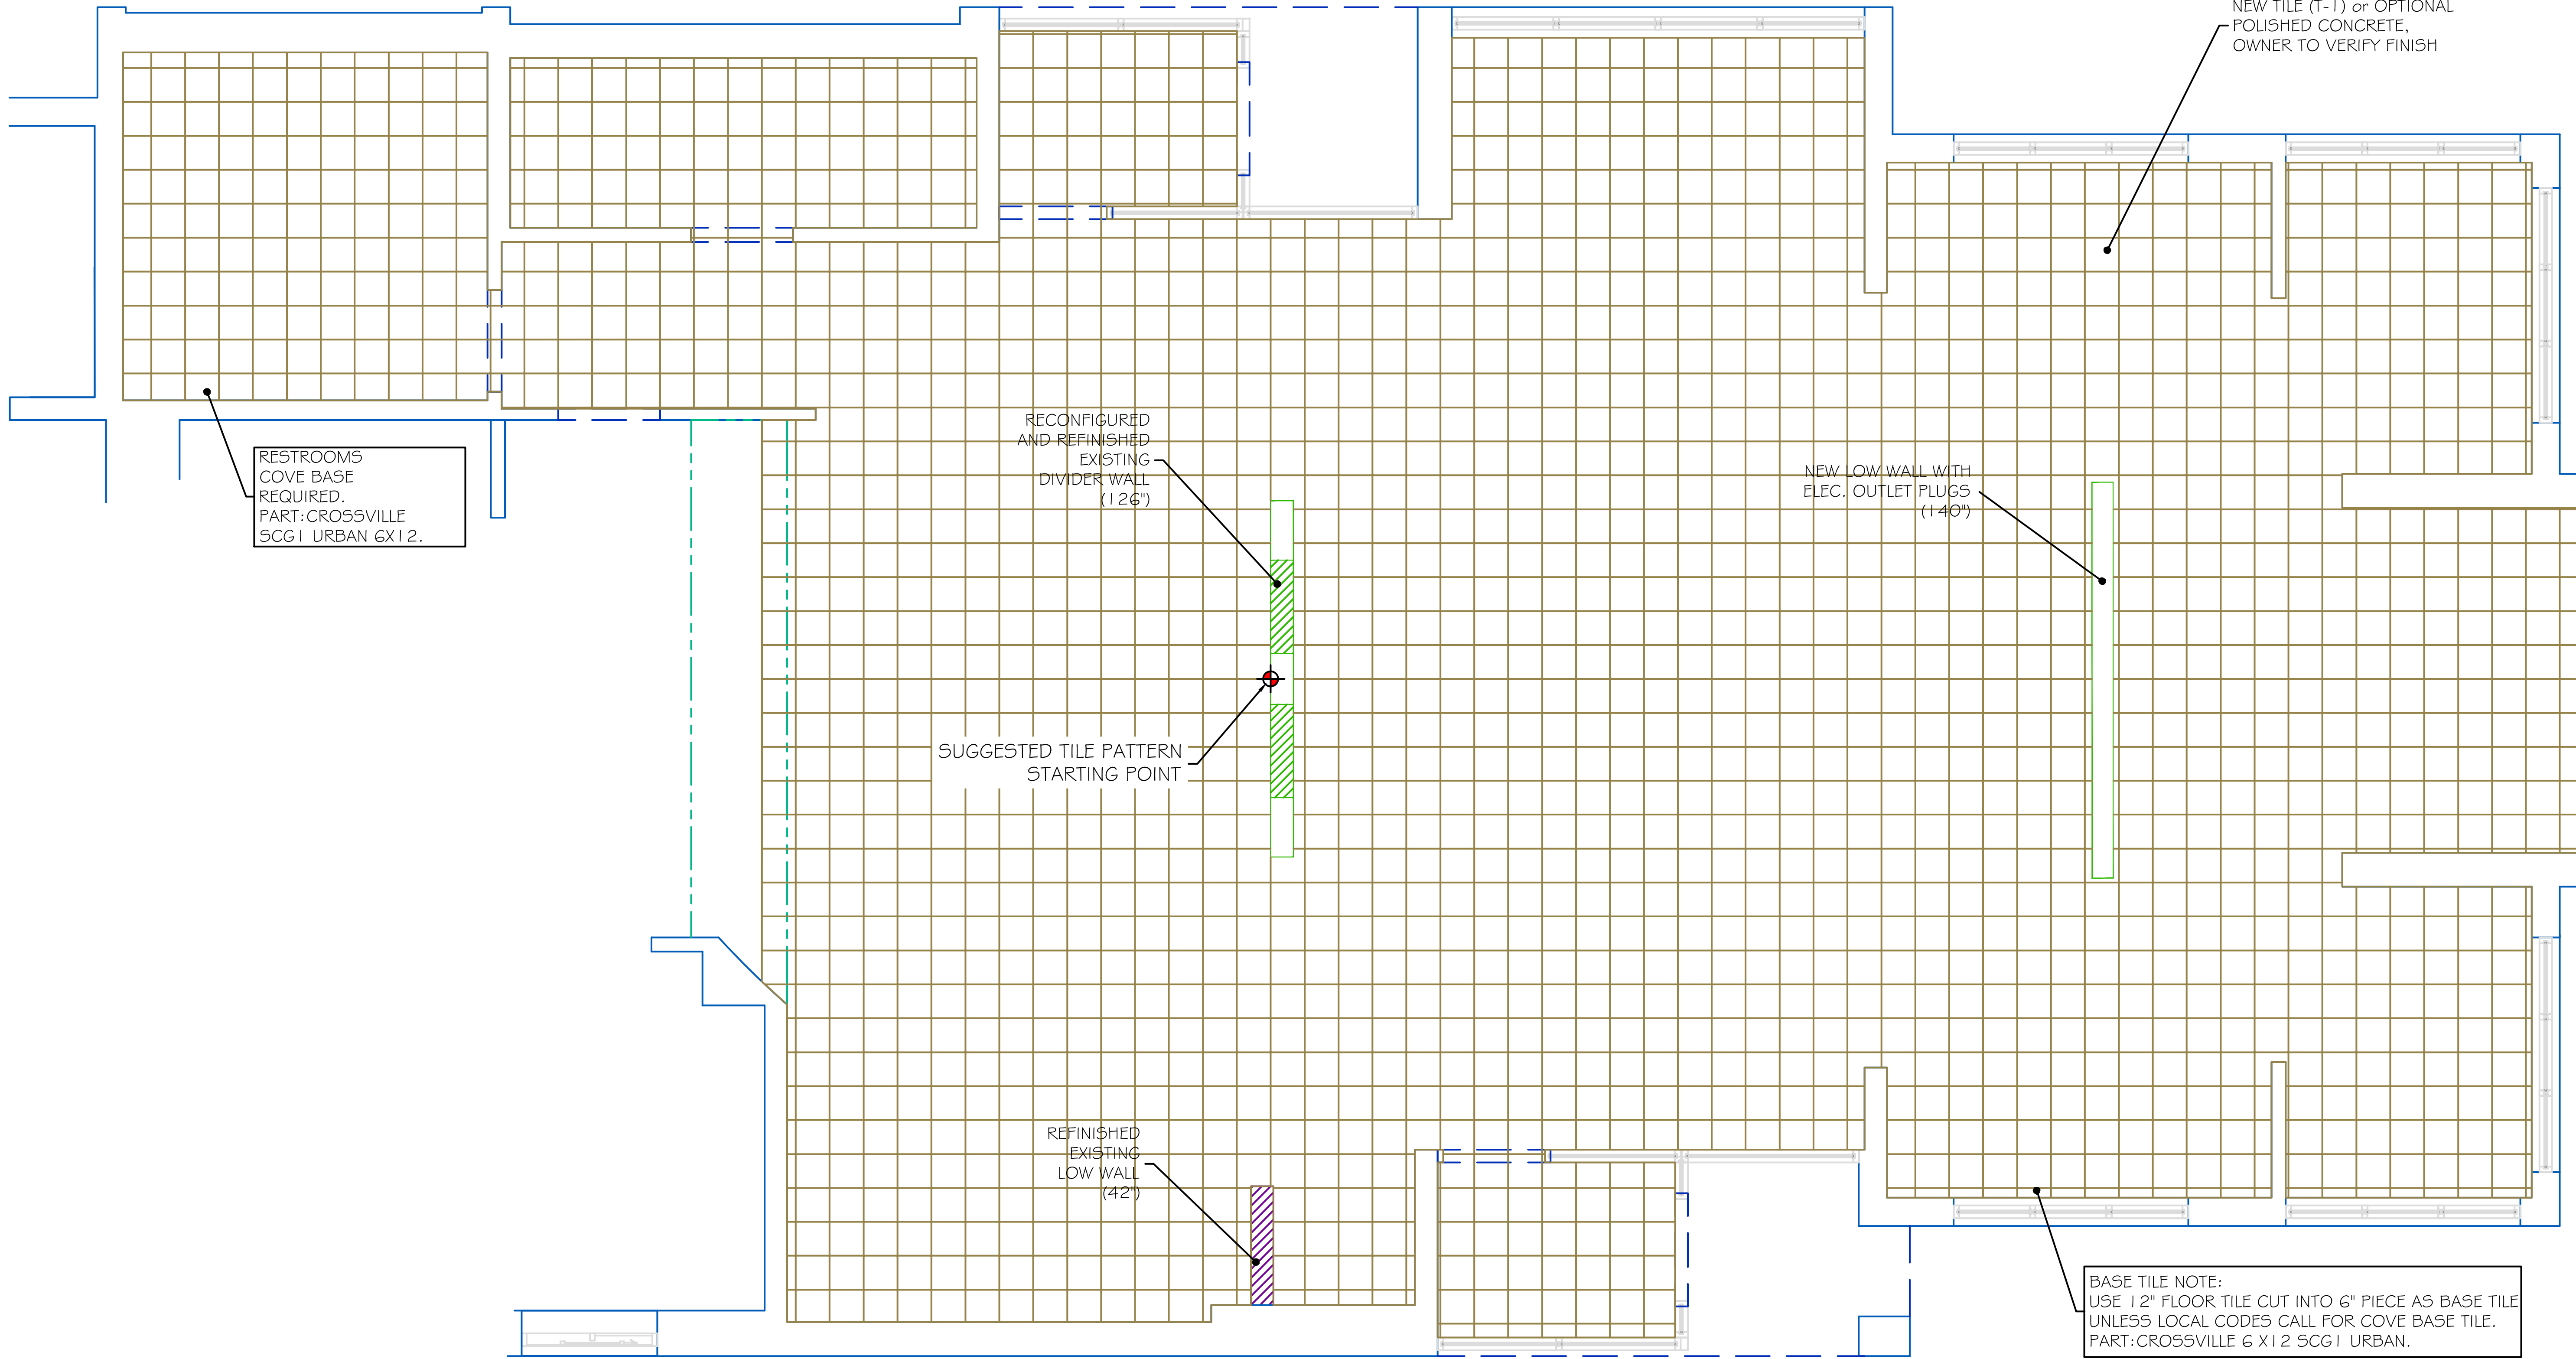 NEW TILE (T-1) or OPTIONAL
POLISHED CONCRETE,
OWNER TO VERIFY FINISH
RECONFIGURED
AND REFINISHED
EXISTING
DIVIDER WALL
(126")
RESTROOMS
COVE BASE
REQUIRED.
PART:CROSSVILLE
SCG1 URBAN 6X12.
NEW LOW WALL WITH
ELEC. OUTLET PLUGS
(140")
SUGGESTED TILE PATTERN
STARTING POINT
REFINISHED
EXISTING
LOW WALL
(42")
BASE TILE NOTE:
USE 12" FLOOR TILE CUT INTO 6" PIECE AS BASE TILE
UNLESS LOCAL CODES CALL FOR COVE BASE TILE.
PART:CROSSVILLE 6 X12 SCG1 URBAN.